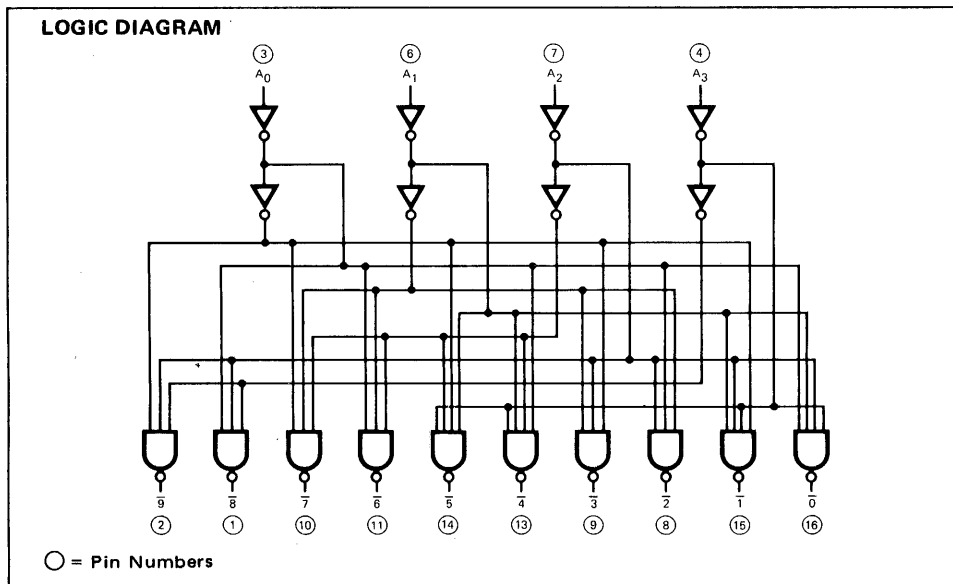 LOGIC DIAGRAM
3 6 7 4
A0 A1 A2 A3
9̅ 8̅ 7̅ 6̅ 5̅ 4̅ 3̅ 2̅ 1̅ 0̅
2 1 10 11 14 13 9 8 15 16
= Pin Numbers